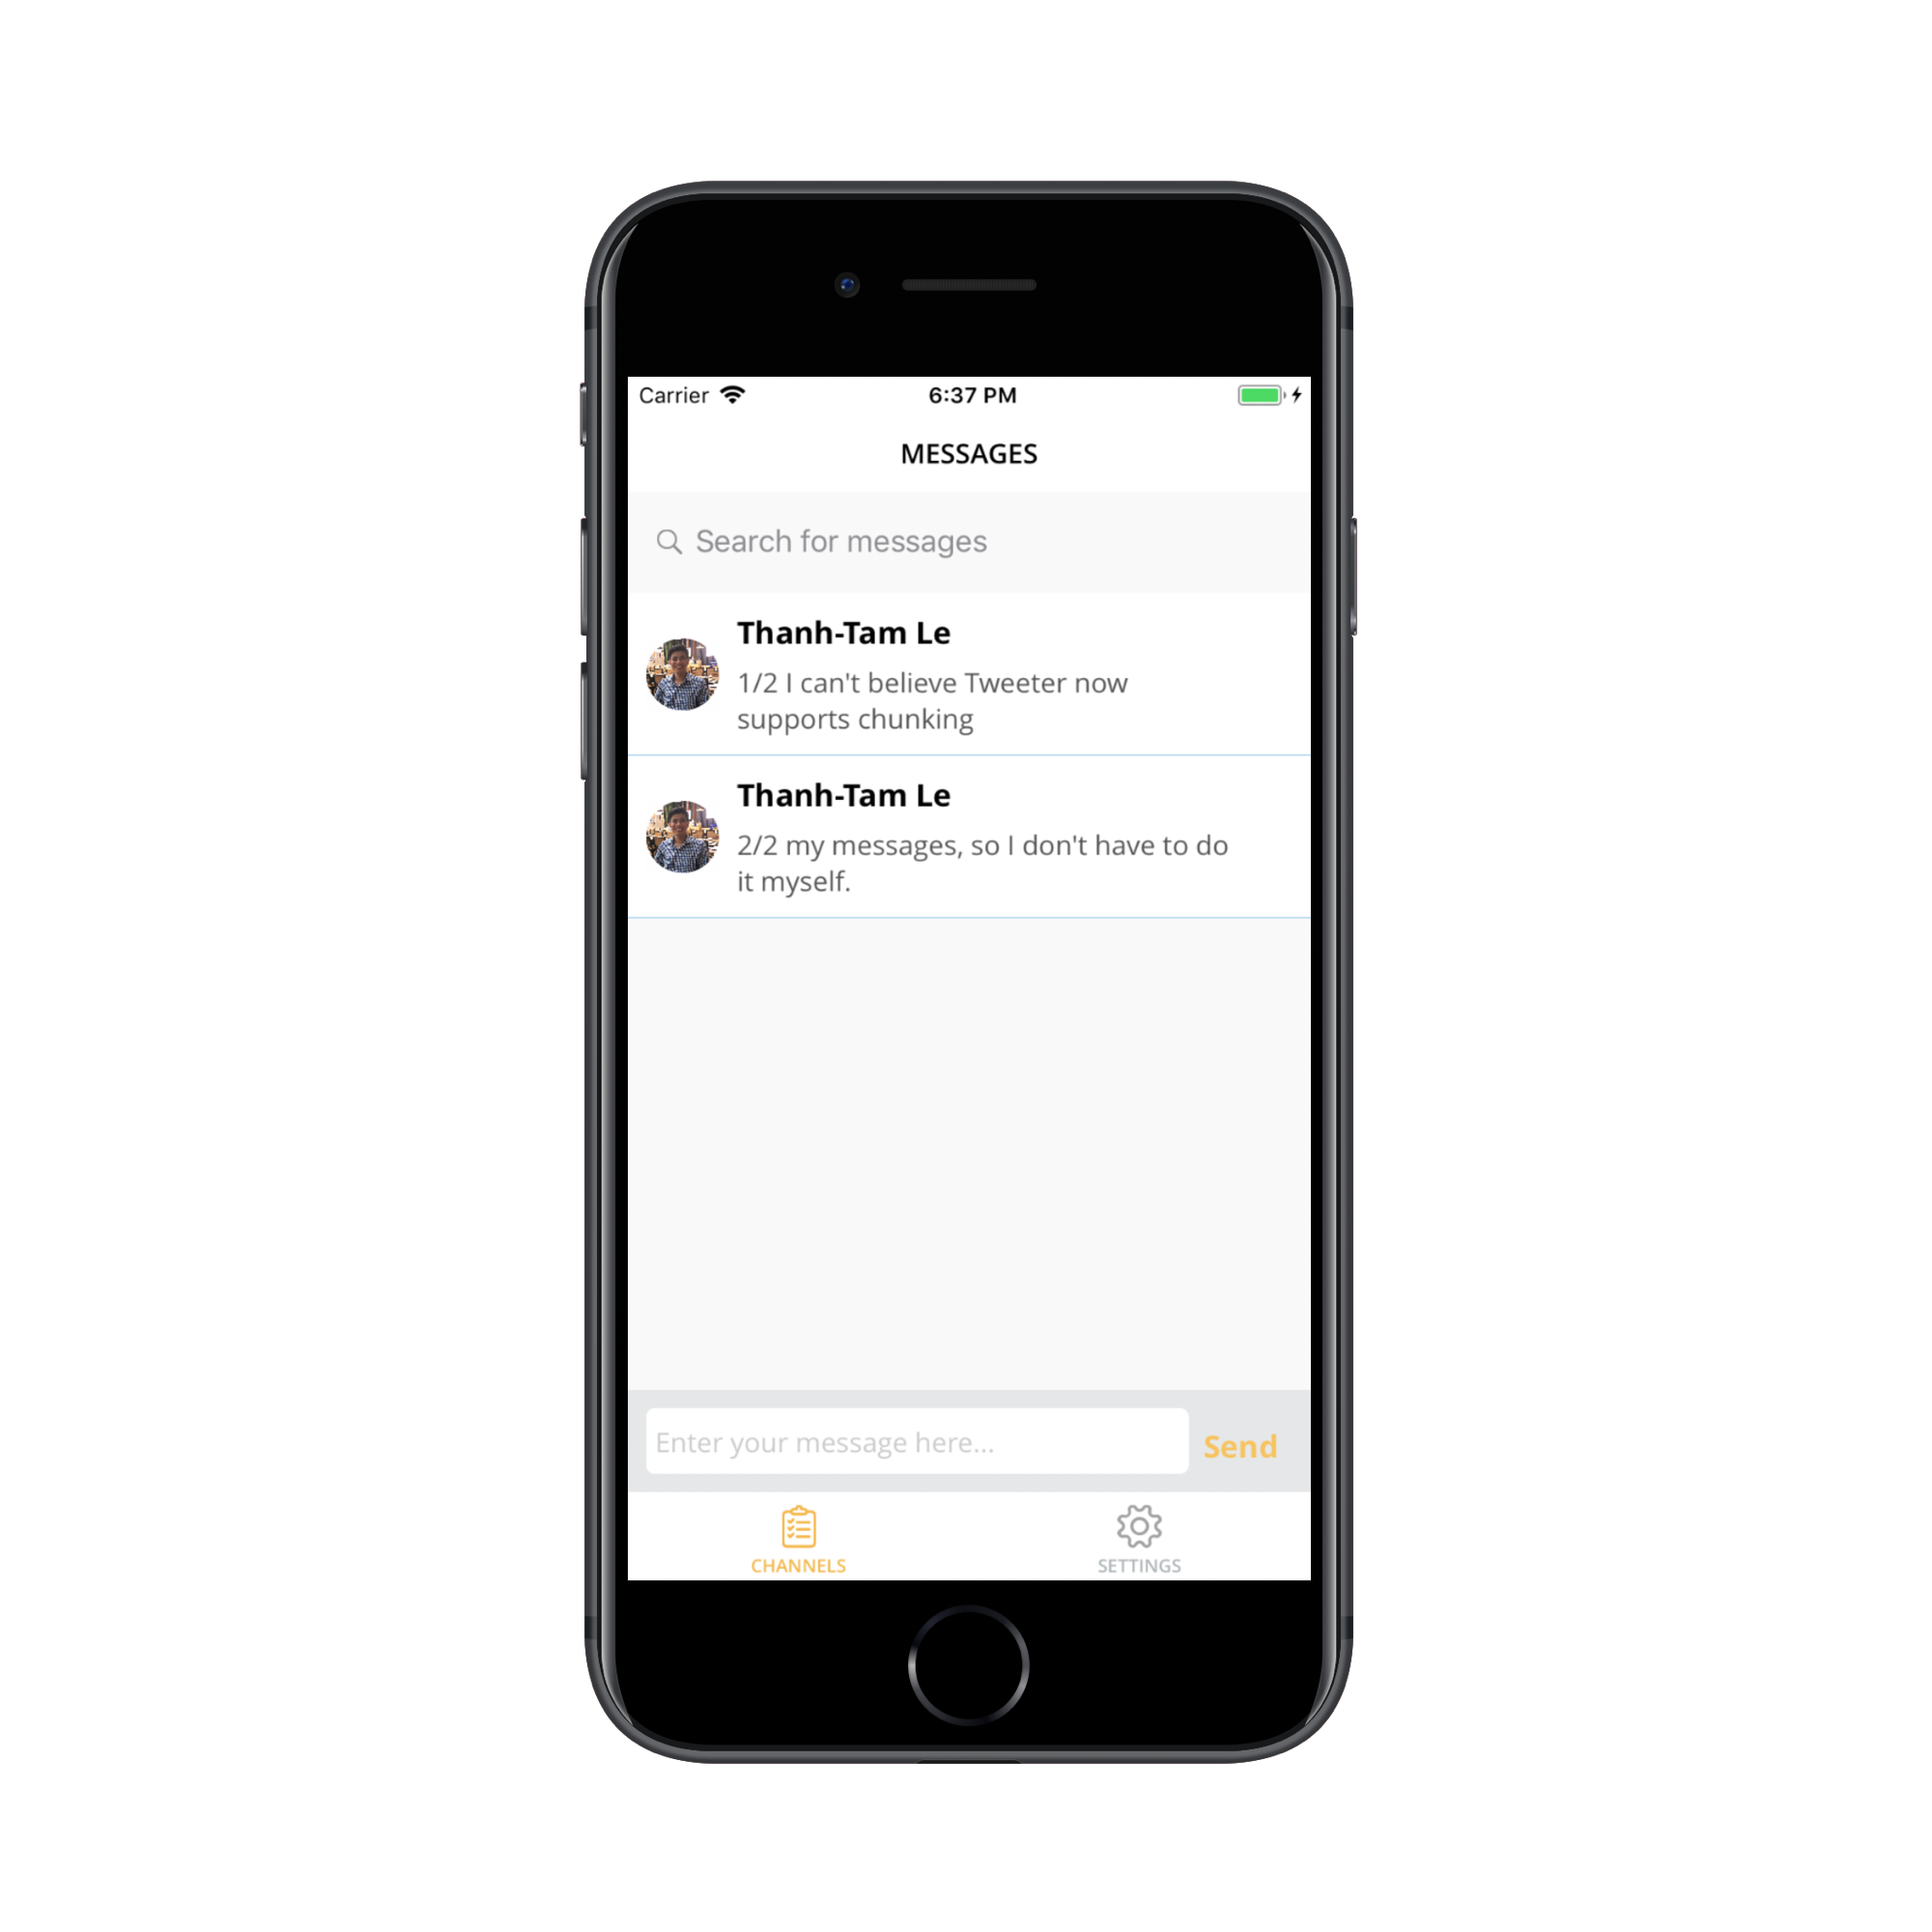 Carrier 6:37 PM
MESSAGES
Search for messages
Thanh-Tam Le
1/2 I can't believe Tweeter now
supports chunking
Thanh-Tam Le
2/2 my messages, so I don't have to do
it myself.
Enter your message here...
Send
CHANNELS SETTINGS